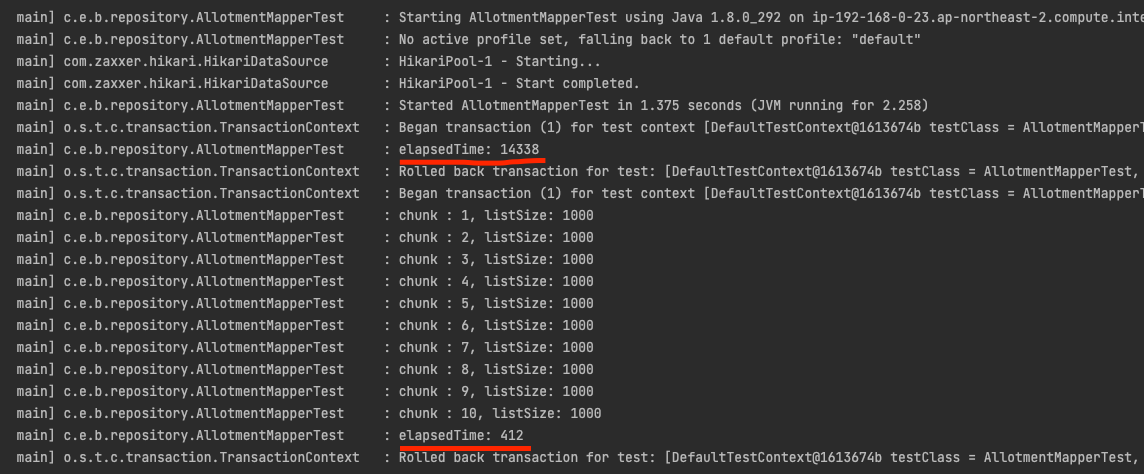 main] c.e.b.repository.AllotmentMapperTest : Starting AllotmentMapperTest using Java 1.8.0_292 on ip-192-168-0-23.ap-northeast-2.compute.inte
main] c.e.b.repository.AllotmentMapperTest : No active profile set, falling back to 1 default profile: "default"
main] com.zaxxer.hikari.HikariDataSource : HikariPool-1 - Starting...
main] com.zaxxer.hikari.HikariDataSource : HikariPool-1 - Start completed.
main] c.e.b.repository.AllotmentMapperTest : Started AllotmentMapperTest in 1.375 seconds (JVM running for 2.258)
main] o.s.t.c.transaction.TransactionContext : Began transaction (1) for test context [DefaultTestContext@1613674b testClass = AllotmentMapperT
main] c.e.b.repository.AllotmentMapperTest : elapsedTime: 14338
main] o.s.t.c.transaction.TransactionContext : Rolled back transaction for test: [DefaultTestContext@1613674b testClass = AllotmentMapperTest,
main] o.s.t.c.transaction.TransactionContext : Began transaction (1) for test context [DefaultTestContext@1613674b testClass = AllotmentMapperT
main] c.e.b.repository.AllotmentMapperTest : chunk : 1, listSize: 1000
main] c.e.b.repository.AllotmentMapperTest : chunk : 2, listSize: 1000
main] c.e.b.repository.AllotmentMapperTest : chunk : 3, listSize: 1000
main] c.e.b.repository.AllotmentMapperTest : chunk : 4, listSize: 1000
main] c.e.b.repository.AllotmentMapperTest : chunk : 5, listSize: 1000
main] c.e.b.repository.AllotmentMapperTest : chunk : 6, listSize: 1000
main] c.e.b.repository.AllotmentMapperTest : chunk : 7, listSize: 1000
main] c.e.b.repository.AllotmentMapperTest : chunk : 8, listSize: 1000
main] c.e.b.repository.AllotmentMapperTest : chunk : 9, listSize: 1000
main] c.e.b.repository.AllotmentMapperTest : chunk : 10, listSize: 1000
main] c.e.b.repository.AllotmentMapperTest : elapsedTime: 412
main] o.s.t.c.transaction.TransactionContext : Rolled back transaction for test: [DefaultTestContext@1613674b testClass = AllotmentMapperTest,